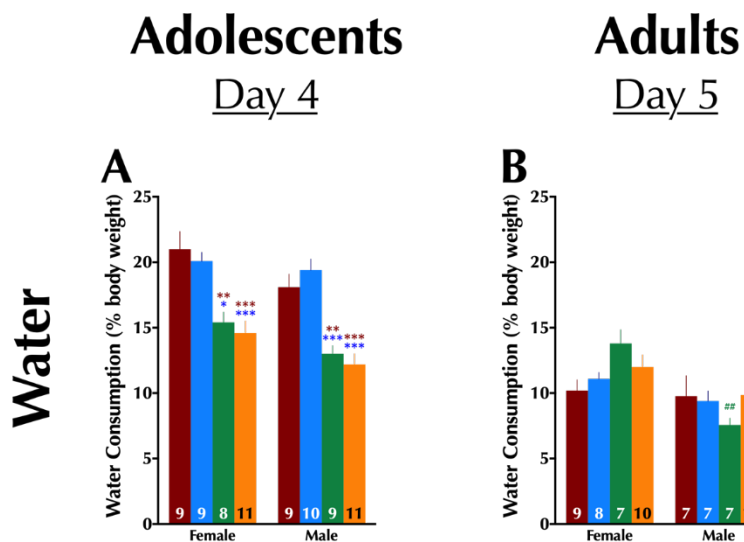 Adolescents Adults
Day 4 Day 5
Water
A
Water Consumption (% body weight)
25
20
15
10
5
0
** *** ** ***
* *** *** ***
9 9 8 11 9 10 9 11
Female Male
B
Water Consumption (% body weight)
25
20
15
10
5
0
##
9 8 7 10 7 7 7
Female Male